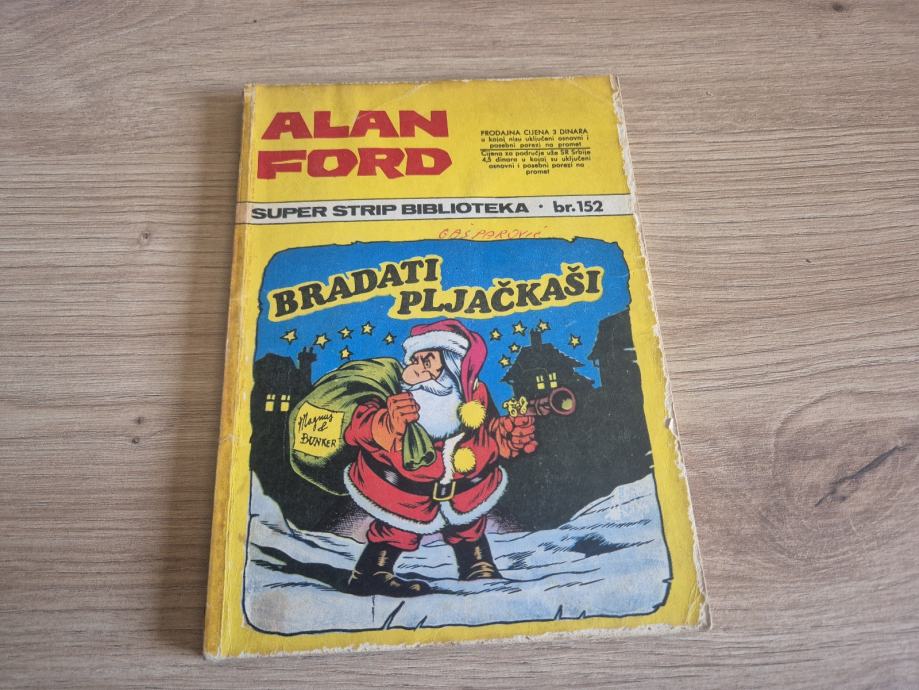 ALAN
FORD
PRODAJNA CIJENA 3 DINARA
u kojoj nisu uključeni osnovni i
posebni porezi na promet
Cijena za područje uže SR Srbije
4,5 dinara u kojoj su uključeni
osnovni i posebni porezi na
promet
SUPER STRIP BIBLIOTEKA • br. 152
GAŠPAROVIĆ
BRADATI
PLJAČKAŠI
Magnus
&
BUNKER